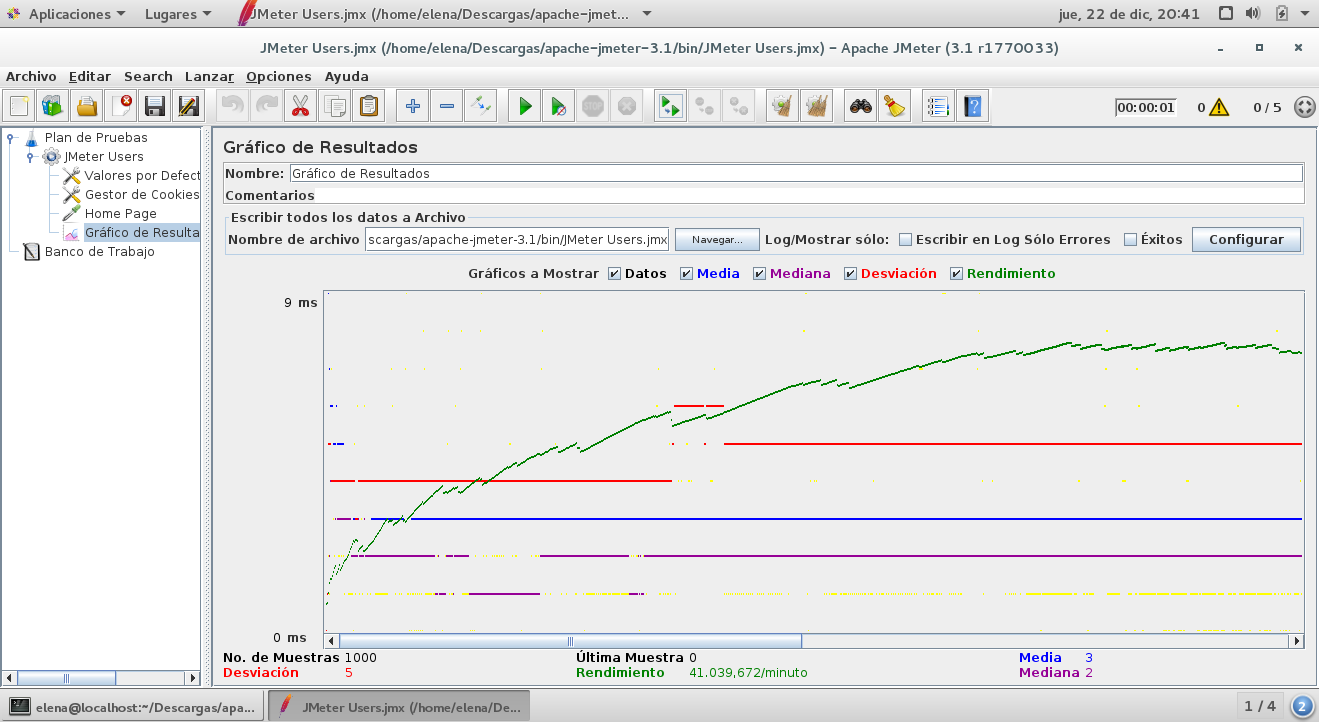 Aplicaciones Lugares JMeter Users.jmx (/home/elena/Descargas/apache-jmet... jue, 22 de dic, 20:41
JMeter Users.jmx (/home/elena/Descargas/apache-jmeter-3.1/bin/JMeter Users.jmx) - Apache JMeter (3.1 r1770033)
Archivo Editar Search Lanzar Opciones Ayuda
00:00:01 0 0 / 5
Plan de Pruebas
JMeter Users
Valores por Defect
Gestor de Cookies
Home Page
Gráfico de Resulta
Banco de Trabajo
Gráfico de Resultados
Nombre: Gráfico de Resultados
Comentarios
Escribir todos los datos a Archivo
Nombre de archivo scargas/apache-jmeter-3.1/bin/JMeter Users.jmx Navegar... Log/Mostrar sólo: Escribir en Log Sólo Errores Éxitos Configurar
Gráficos a Mostrar Datos Media Mediana Desviación Rendimiento
9 ms
0 ms
No. de Muestras 1000 Última Muestra 0 Media 3
Desviación 5 Rendimiento 41.039,672/minuto Mediana 2
elena@localhost:~/Descargas/apa... JMeter Users.jmx (/home/elena/De... 1 / 4 2